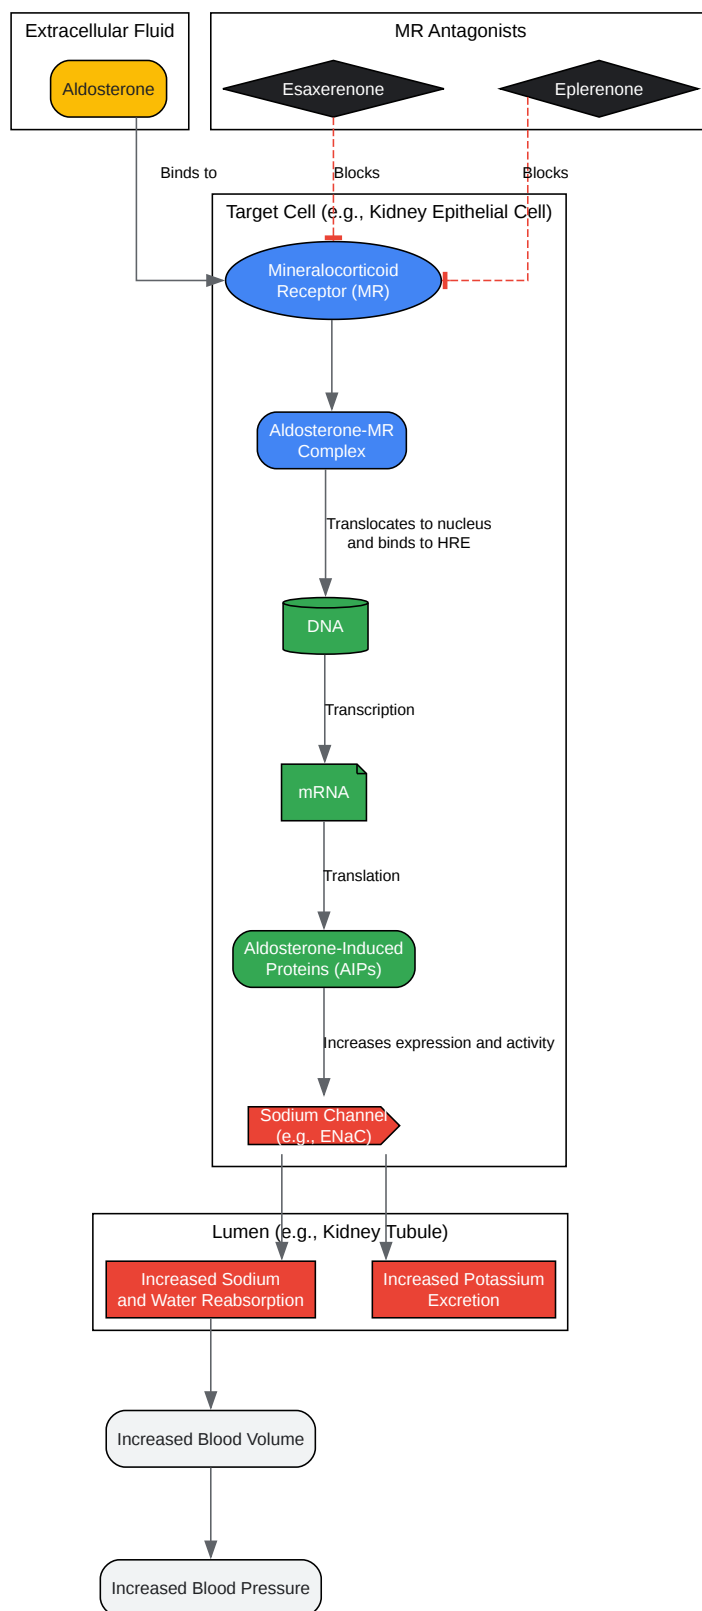 Extracellular Fluid
MR Antagonists
Aldosterone
Esaxerenone
Eplerenone
Binds to
Blocks
Blocks
Target Cell (e.g., Kidney Epithelial Cell)
Mineralocorticoid
Receptor (MR)
Aldosterone-MR
Complex
Translocates to nucleus
and binds to HRE
DNA
Transcription
mRNA
Translation
Aldosterone-Induced
Proteins (AIPs)
Increases expression and activity
Sodium Channel
(e.g., ENaC)
Lumen (e.g., Kidney Tubule)
Increased Sodium
and Water Reabsorption
Increased Potassium
Excretion
Increased Blood Volume
Increased Blood Pressure